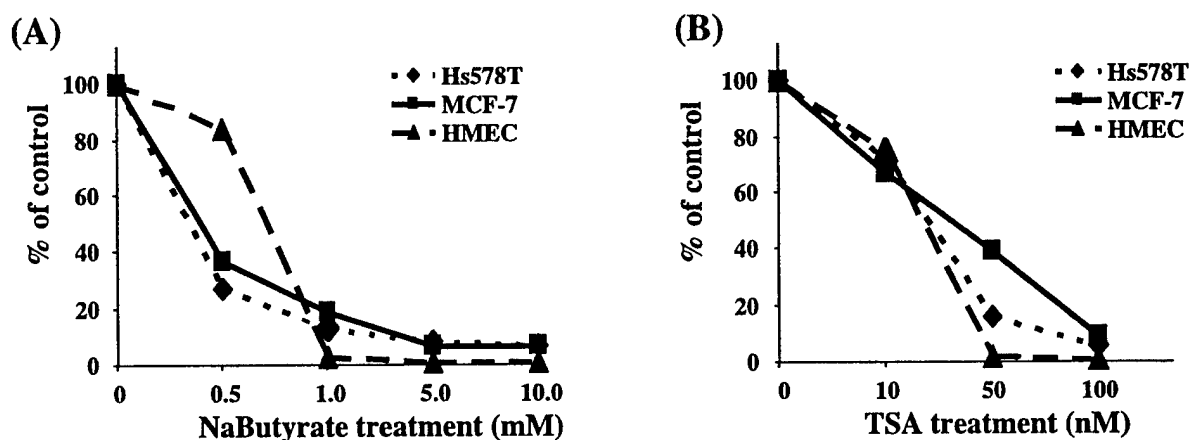 (A)
% of control
100
80
60
40
20
0
Hs578T
MCF-7
HMEC
0 0.5 1.0 5.0 10.0
NaButyrate treatment (mM)
(B)
% of control
100
80
60
40
20
0
Hs578T
MCF-7
HMEC
0 10 50 100
TSA treatment (nM)